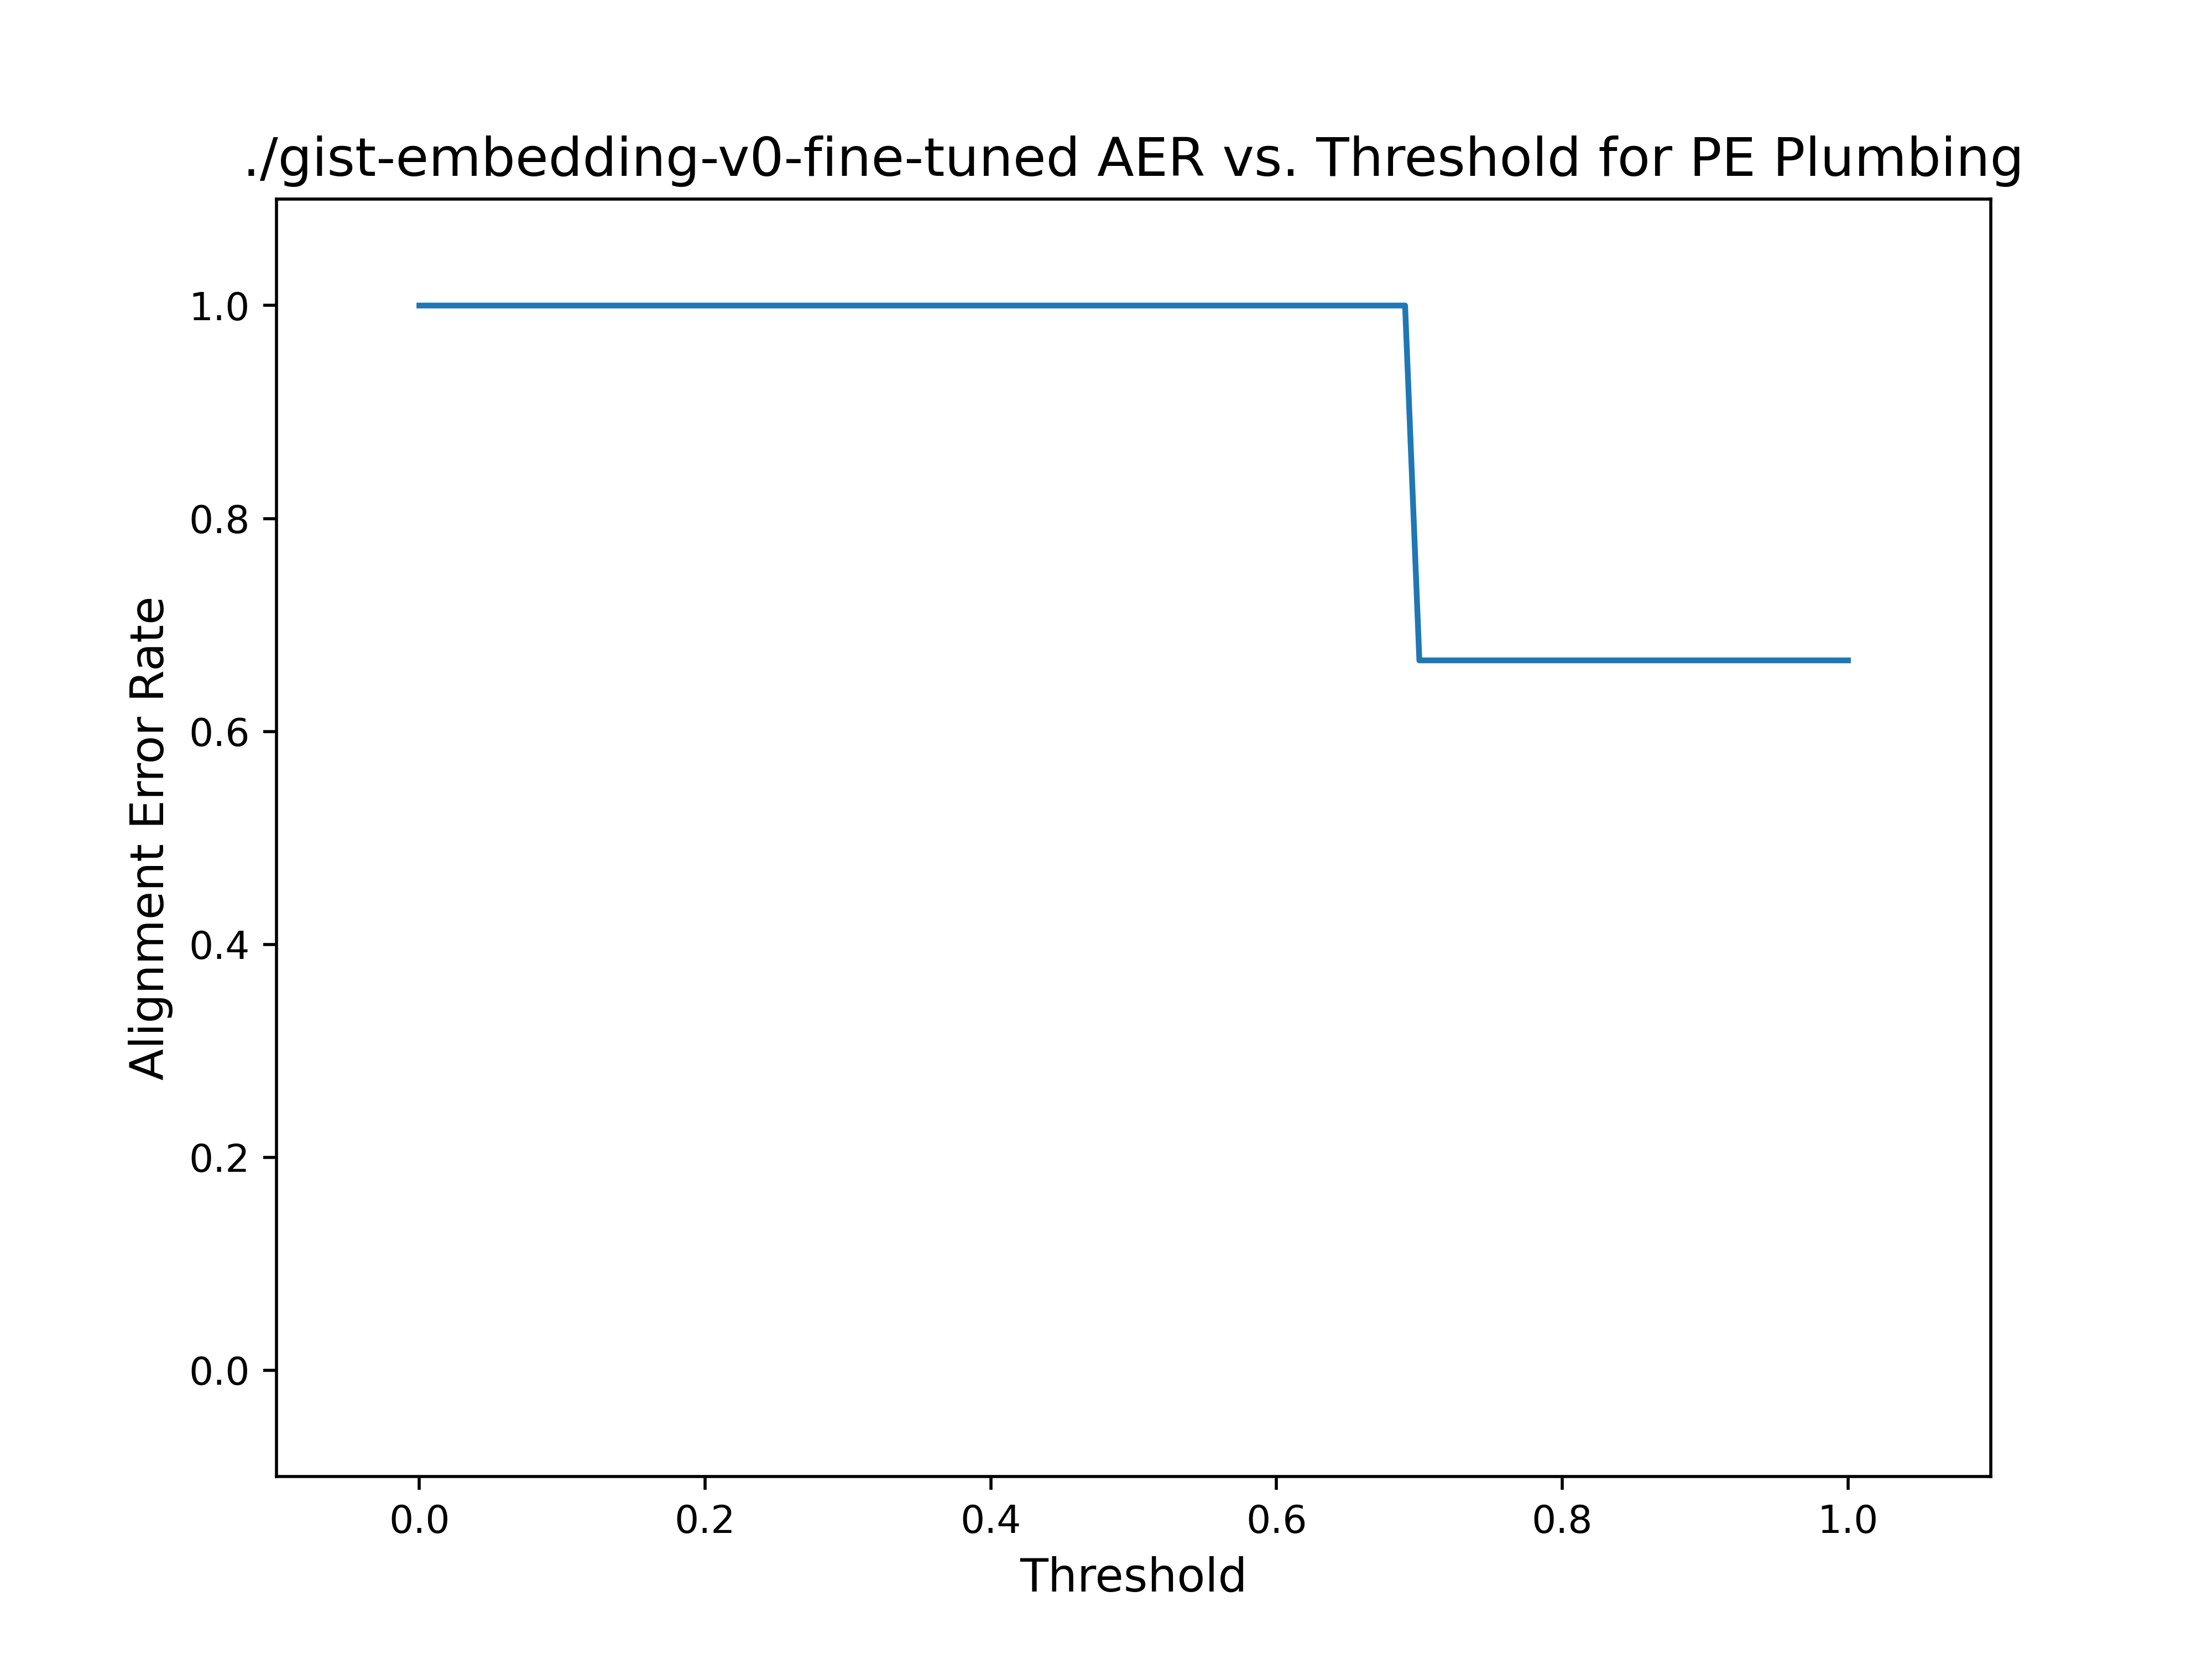 ./gist-embedding-v0-fine-tuned AER vs. Threshold for PE Plumbing
Alignment Error Rate
1.0
0.8
0.6
0.4
0.2
0.0
0.0 0.2 0.4 0.6 0.8 1.0
Threshold